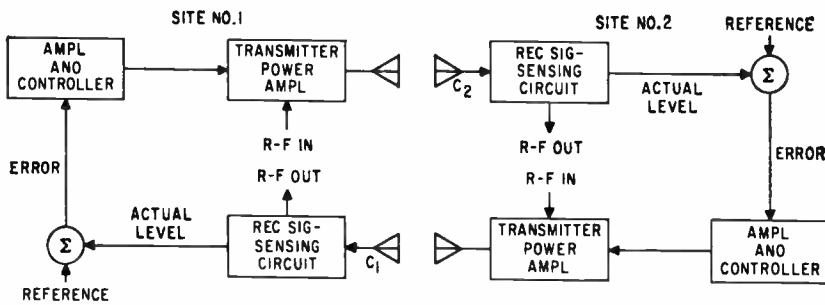 SITE NO.1
SITE NO.2
REFERENCE
AMPL
ANO
CONTROLLER
TRANSMITTER
POWER
AMPL
C2
REC SIG-
SENSING
CIRCUIT
ACTUAL
LEVEL
Σ
R-F IN
R-F OUT
R-F OUT
R-F IN
ERROR
ERROR
Σ
ACTUAL
LEVEL
REC SIG-
SENSING
CIRCUIT
C1
TRANSMITTER
POWER
AMPL
AMPL
ANO
CONTROLLER
REFERENCE